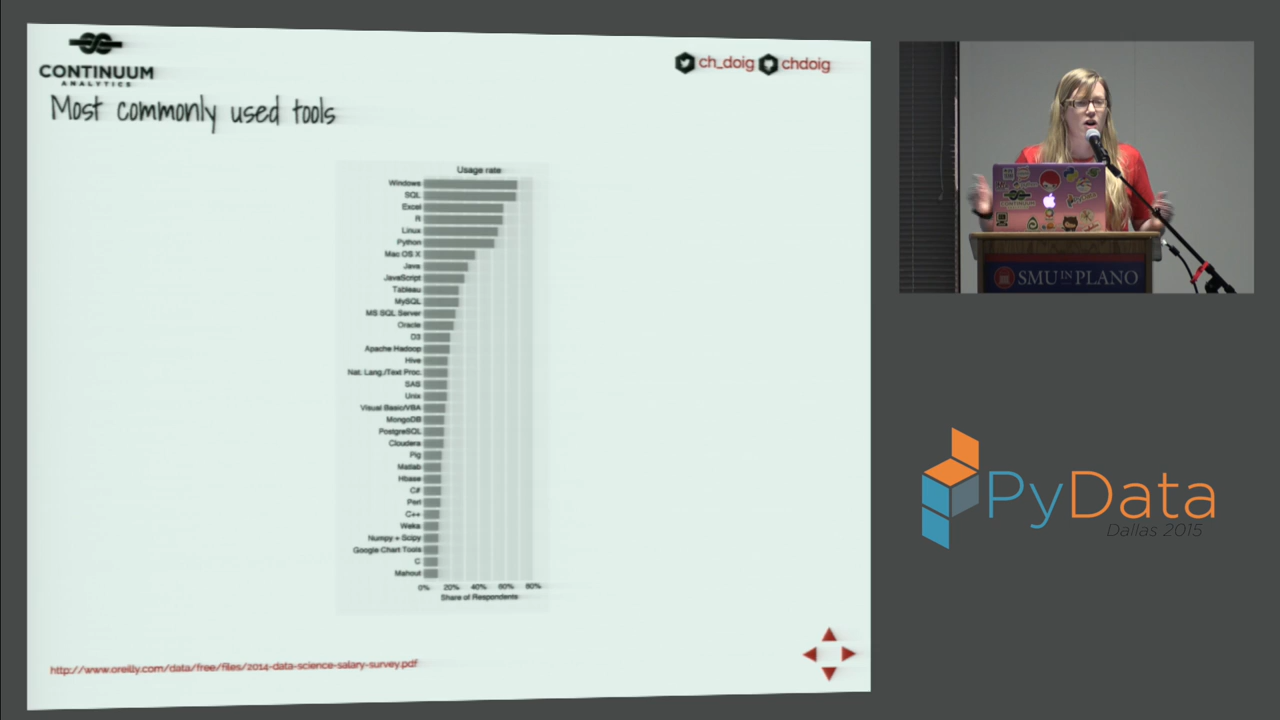 CONTINUUM
ANALYTICS
ch_doig chdoig
Most commonly used tools
Usage rate
Windows
SQL
Excel
R
Linux
Python
Mac OS X
Java
JavaScript
Tableau
MySQL
MS SQL Server
Oracle
D3
Apache Hadoop
Hive
Nat. Lang./Text Proc.
SAS
Unix
Visual Basic/VBA
MongoDB
PostgreSQL
Cloudera
Pig
Matlab
Hbase
C#
Perl
C++
Weka
Numpy + Scipy
Google Chart Tools
C
Mahout
0% 20% 40% 60% 80%
Share of Respondents
http://www.oreilly.com/data/free/files/2014-data-science-salary-survey.pdf
SMU IN PLANO
PyData
Dallas 2015